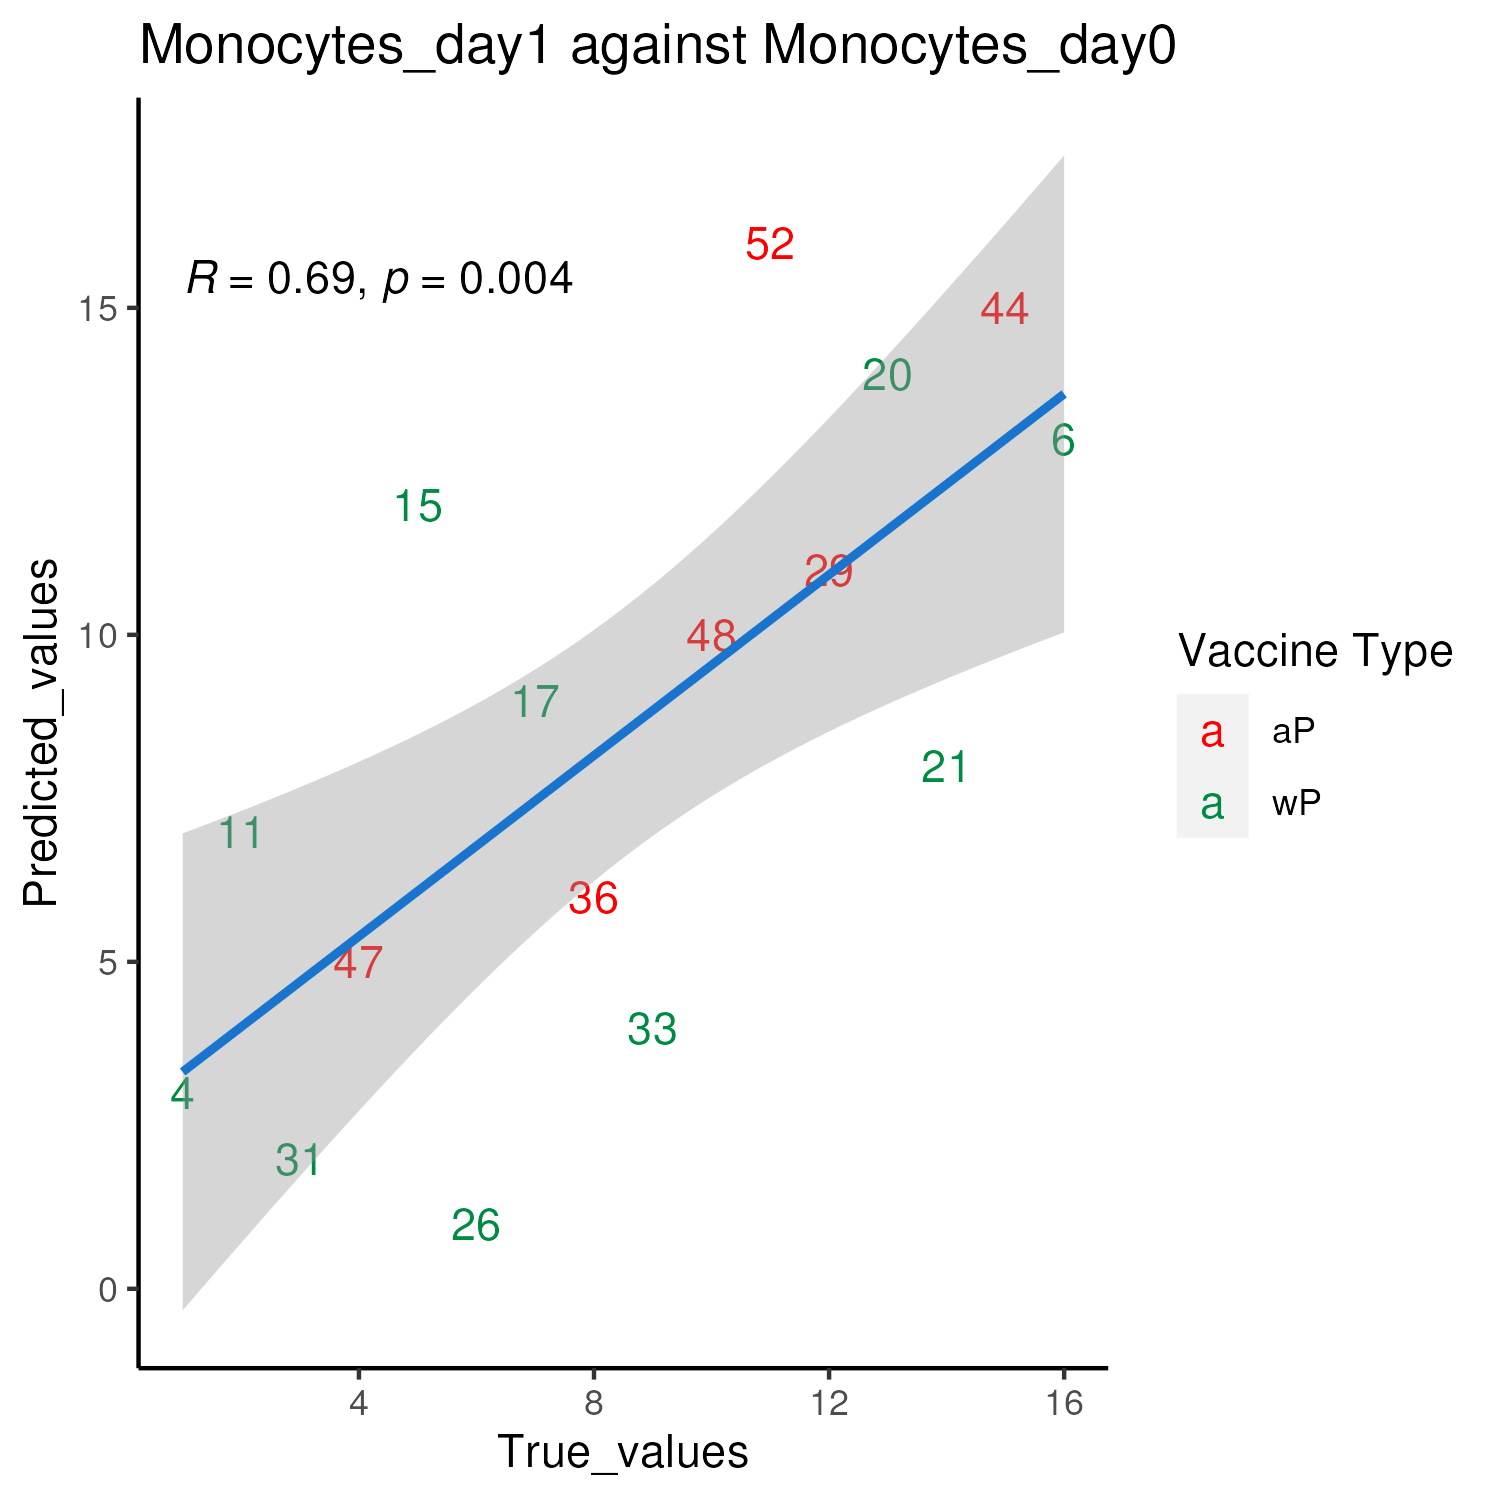 Monocytes_day1 against Monocytes_day0
R = 0.69, p = 0.004
52
44
20
6
15
29
48
17
21
11
36
47
33
4
31
26
15
10
5
0
Predicted_values
4 8 12 16
True_values
Vaccine Type
a aP
a wP